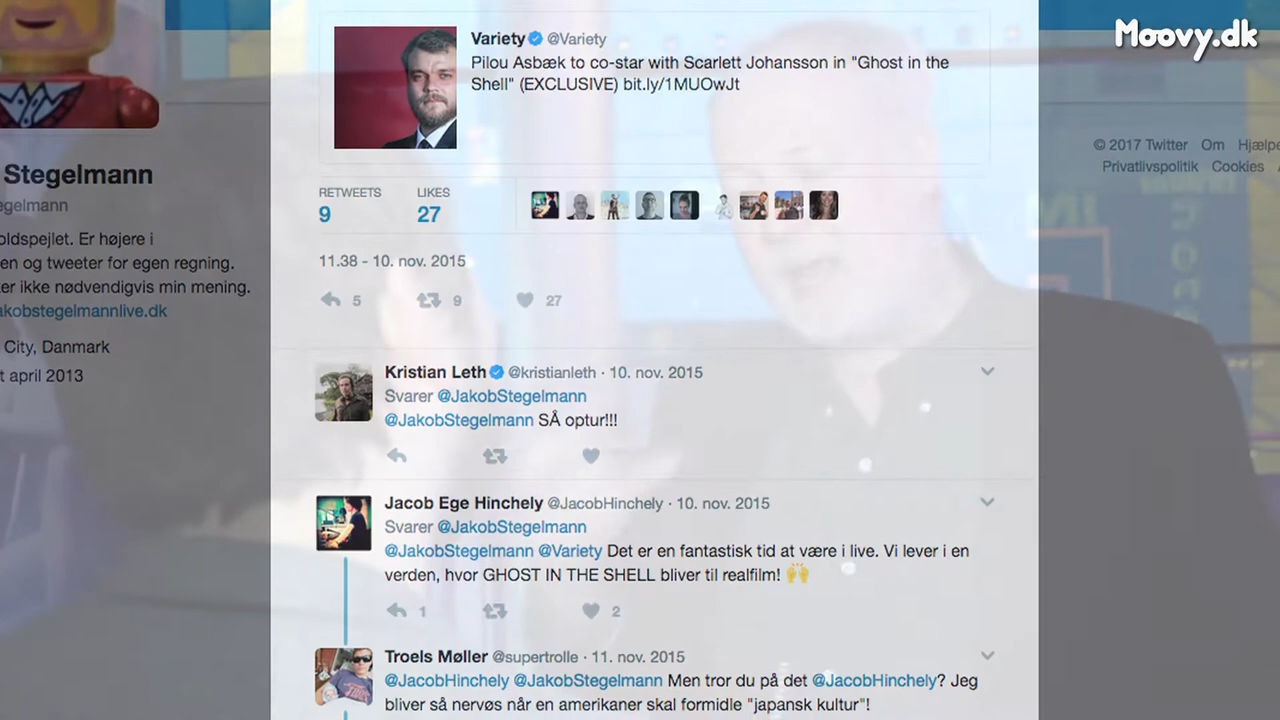 Moovy.dk
Variety @Variety
Pilou Asbæk to co-star with Scarlett Johansson in "Ghost in the
Shell" (EXCLUSIVE) bit.ly/1MUOwJt
© 2017 Twitter Om Hjælpe
Privatlivspolitik Cookies
Stegelmann
egelmann
oldspejlet. Er højere i
en og tweeter for egen regning.
er ikke nødvendigvis min mening.
akobstegelmannlive.dk
City, Danmark
t april 2013
RETWEETS LIKES
9 27
11.38 - 10. nov. 2015
5 9 27
Kristian Leth @kristianleth · 10. nov. 2015
Svarer @JakobStegelmann
@JakobStegelmann SÅ optur!!!
Jacob Ege Hinchely @JacobHinchely · 10. nov. 2015
Svarer @JakobStegelmann
@JakobStegelmann @Variety Det er en fantastisk tid at være i live. Vi lever i en
verden, hvor GHOST IN THE SHELL bliver til realfilm! 🙌
1 2
Troels Møller @supertrolle · 11. nov. 2015
@JacobHinchely @JakobStegelmann Men tror du på det @JacobHinchely? Jeg
bliver så nervøs når en amerikaner skal formidle "japansk kultur"!